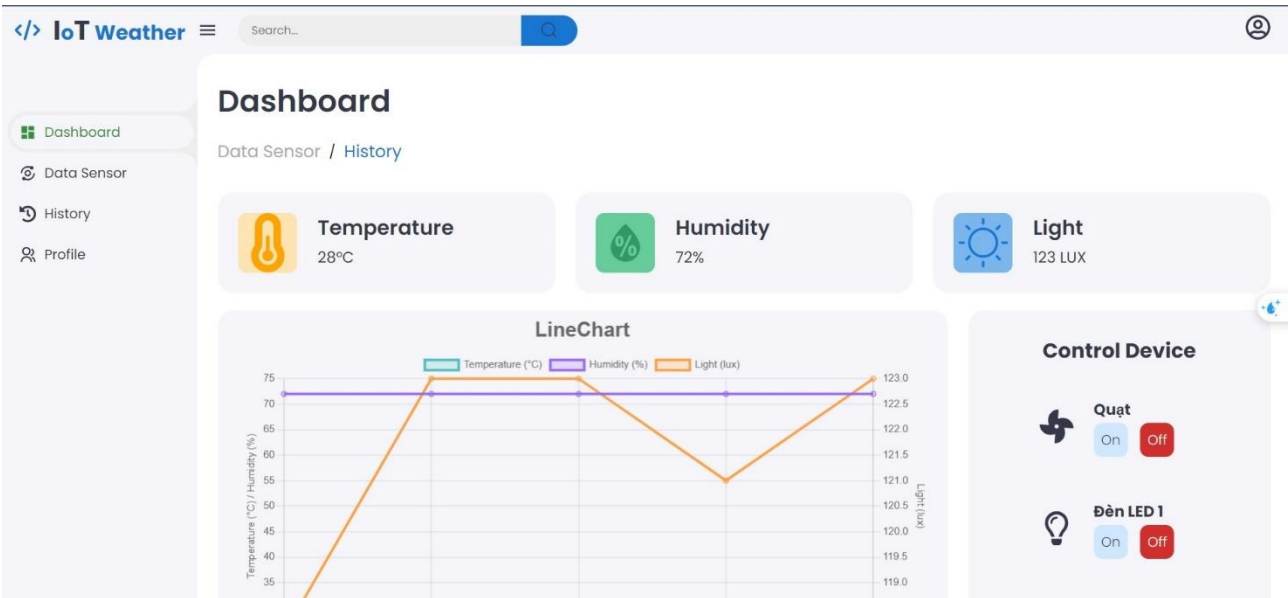 </> IoT Weather
Search...
Dashboard
Data Sensor
History
Profile
Dashboard
Data Sensor / History
Temperature
28°C
Humidity
72%
Light
123 LUX
LineChart
Temperature (°C) Humidity (%) Light (lux)
75
70
65
60
55
50
45
40
35
Temperature (°C) / Humidity (%)
123.0
122.5
122.0
121.5
121.0
120.5
120.0
119.5
119.0
Light (lux)
Control Device
Quạt
On Off
Đèn LED 1
On Off